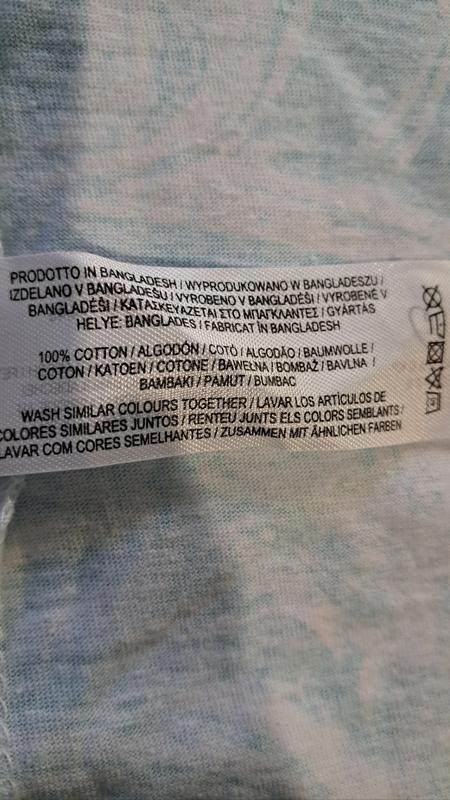 PRODOTTO IN BANGLADESH / WYPRODUKOWANO W BANGLADESZU /
IZDELANO V BANGLADEŠU / VYROBENO V BANGLADÉŠI / VYROBENÉ V
BANGLADÉŠI / ΚΑΤΑΣΚΕΥΑΖΕΤΑΙ ΣΤΟ ΜΠΑΓΚΛΑΝΤΕΣ / GYÁRTÁS
HELYE: BANGLADES / FABRICAT ÎN BANGLADESH
100% COTTON / ALGODÓN / COTÓ / ALGODÃO / BAUMWOLLE /
COTON / KATOEN / COTONE / BAWEŁNA / BOMBAŽ / BAVLNA /
ΒΑΜΒΑΚΙ / PAMUT / BUMBAC
WASH SIMILAR COLOURS TOGETHER / LAVAR LOS ARTÍCULOS DE
COLORES SIMILARES JUNTOS / RENTEU JUNTS ELS COLORS SEMBLANTS /
LAVAR COM CORES SEMELHANTES / ZUSAMMEN MIT ÄHNLICHEN FARBEN